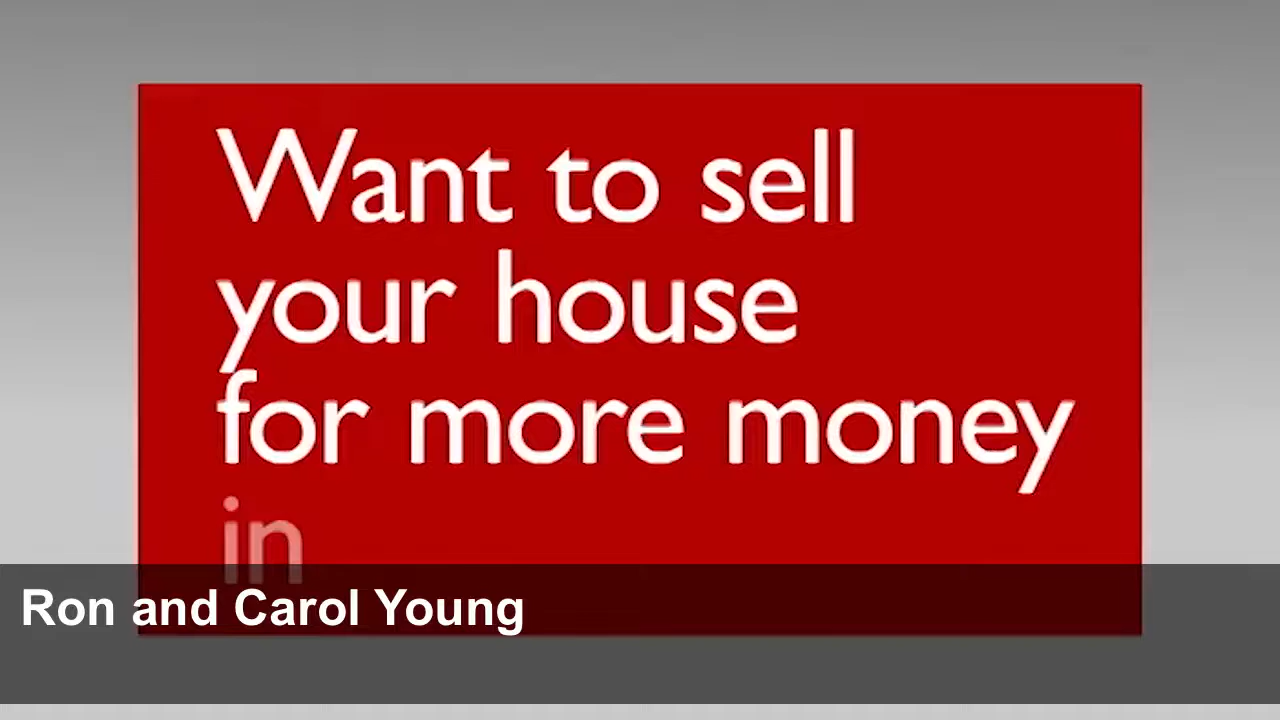 Want to sell
your house
for more money
in
Ron and Carol Young